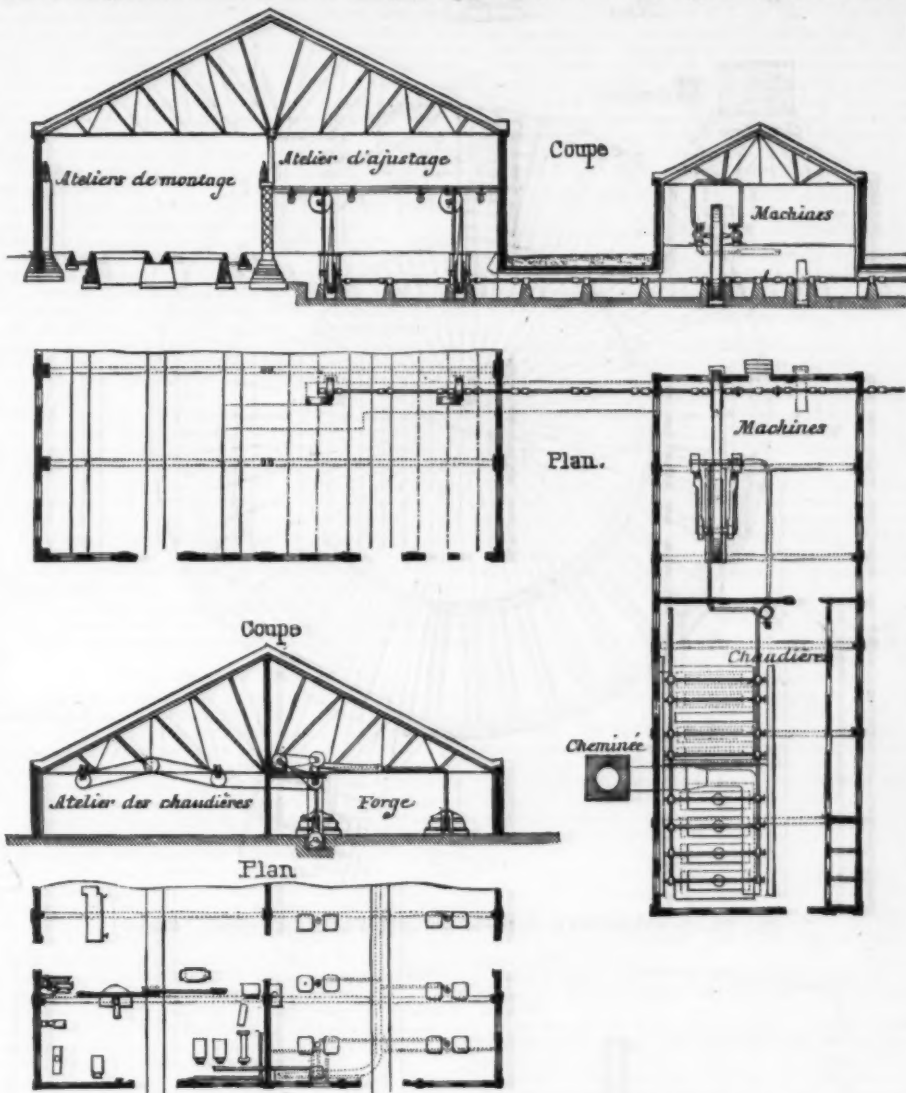 Coupe
Ateliers de montage
Atelier d'ajustage
Machines
Plan.
Machines
Chaudières
Cheminée
Coupe
Atelier des chaudières
Forge
Plan